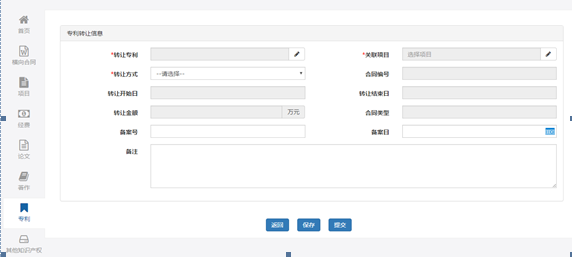 首页
横向合同
项目
经费
论文
著作
专利
其他知识产权
专利转让信息
*转让专利
*关联项目 选择项目
*转让方式 --请选择--
合同编号
转让开始日
转让结束日
转让金额 万元
合同类型
备案号
备案日
备注
返回 保存 提交